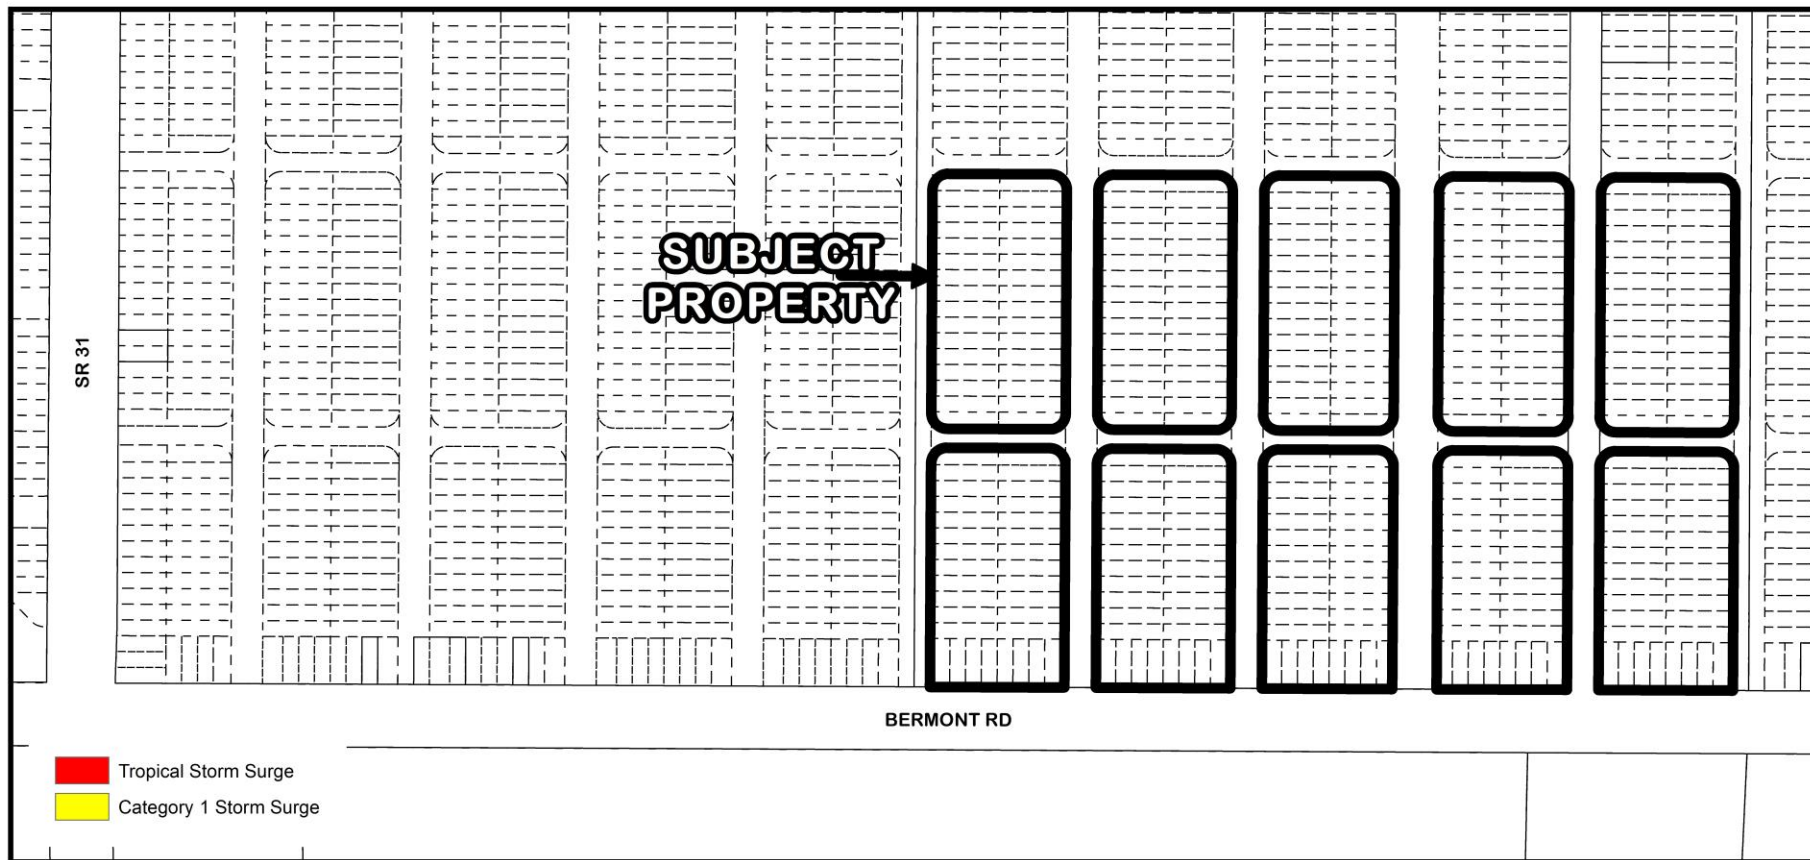 SUBJECT
PROPERTY
SR 31
BERMONT RD
Tropical Storm Surge
Category 1 Storm Surge